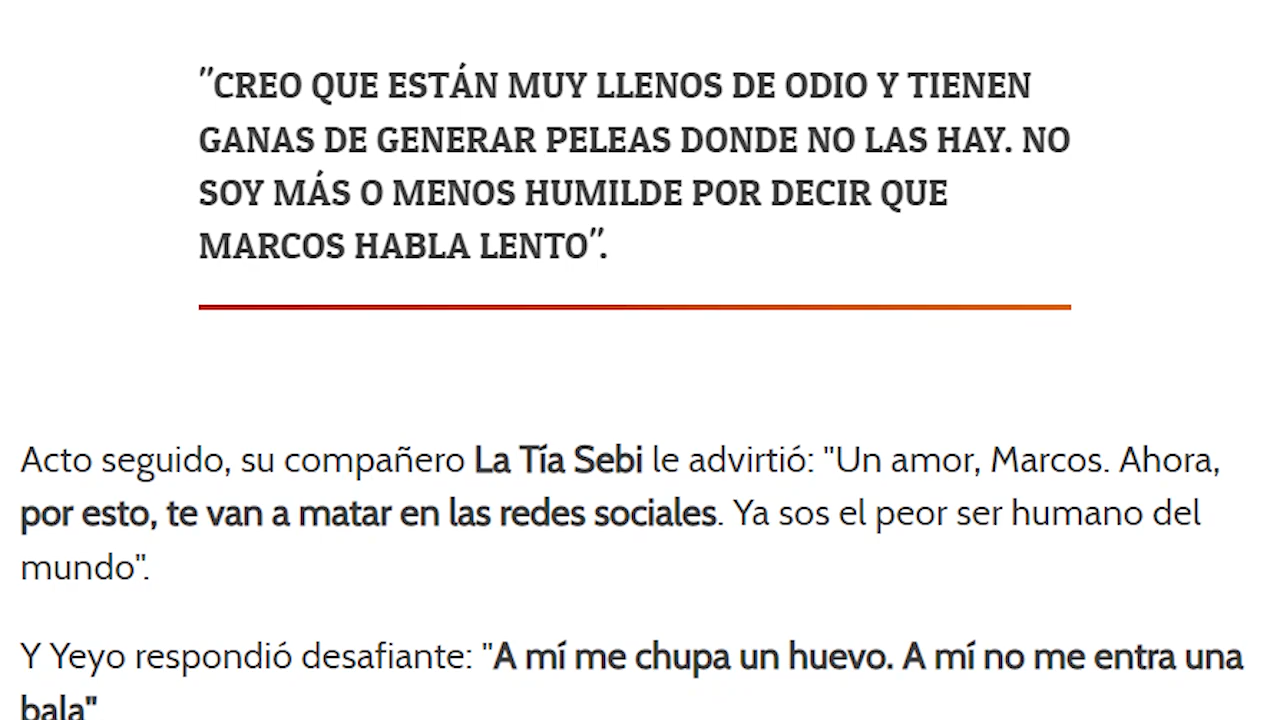 "CREO QUE ESTÁN MUY LLENOS DE ODIO Y TIENEN
GANAS DE GENERAR PELEAS DONDE NO LAS HAY. NO
SOY MÁS O MENOS HUMILDE POR DECIR QUE
MARCOS HABLA LENTO".
Acto seguido, su compañero La Tía Sebi le advirtió: "Un amor, Marcos. Ahora,
por esto, te van a matar en las redes sociales. Ya sos el peor ser humano del
mundo".
Y Yeyo respondió desafiante: "A mí me chupa un huevo. A mí no me entra una
bala"